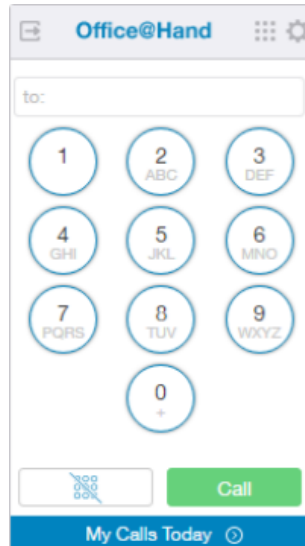 Office@Hand
to:
1 2 3
ABC DEF
4 5 6
GHI JKL MNO
7 8 9
PQRS TUV WXYZ
0
+
Call
My Calls Today